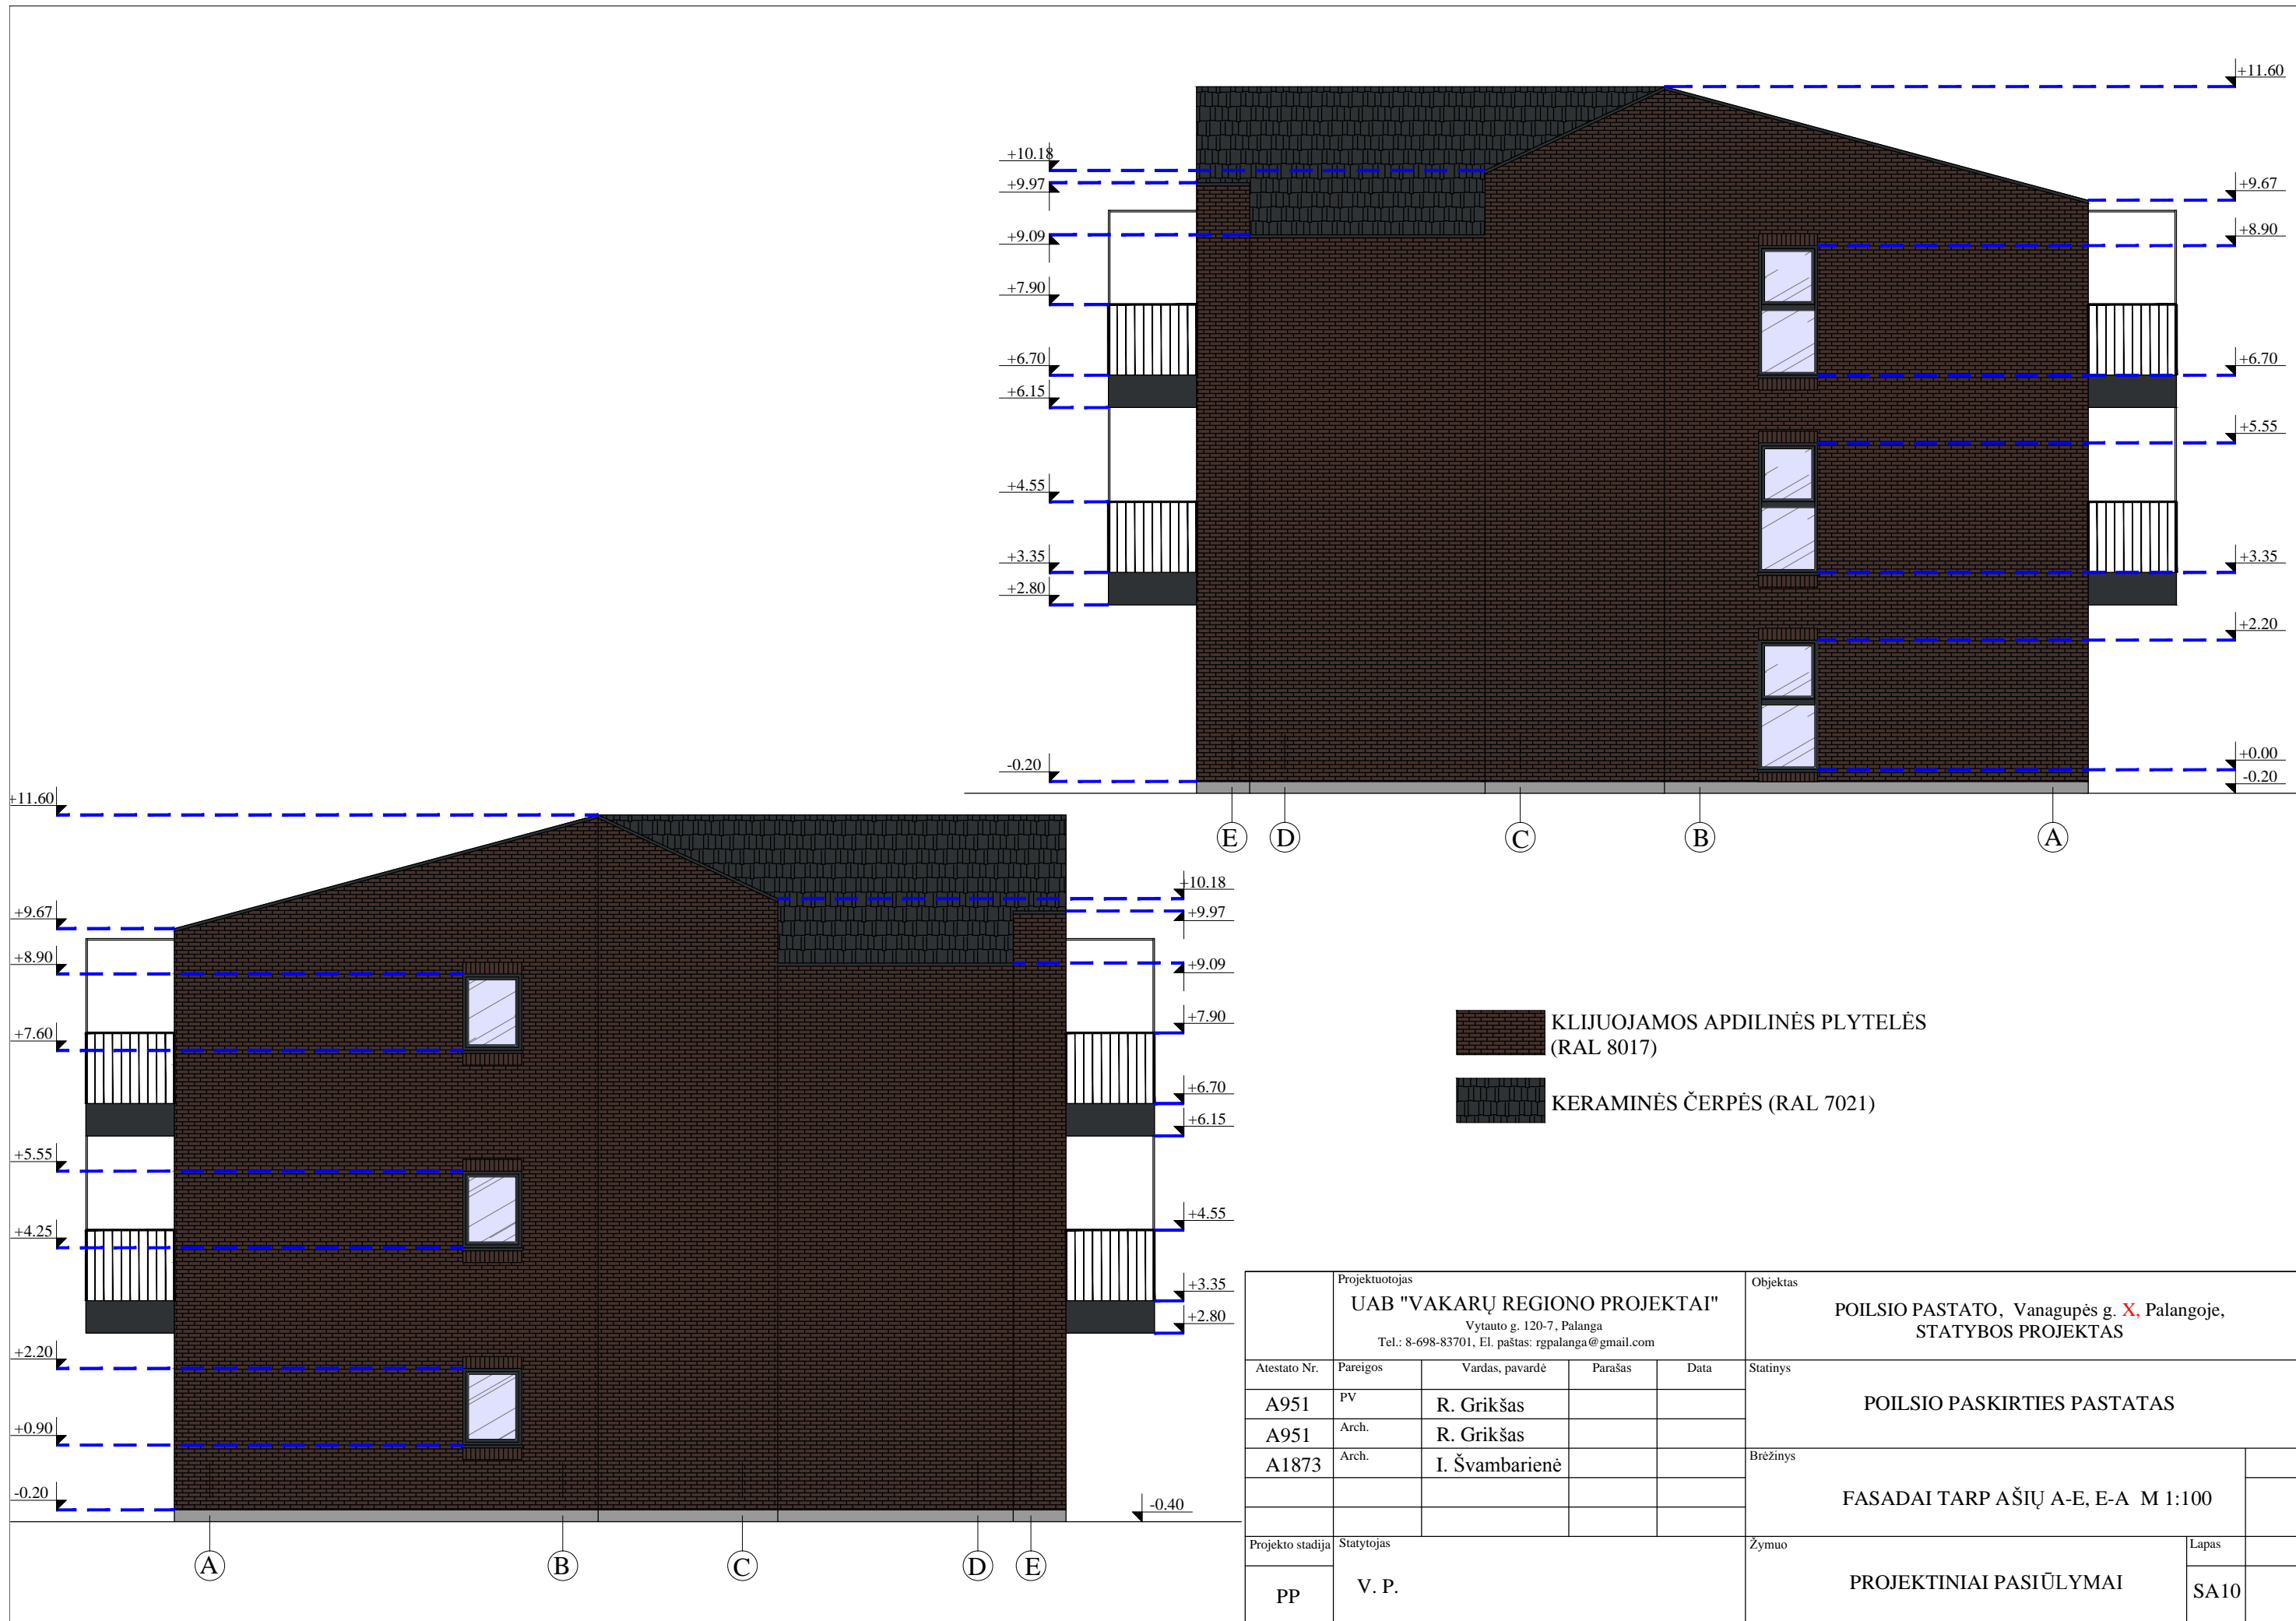 +11.60
+10.18
+9.97
+9.09
+7.90
+6.70
+6.15
+4.55
+3.35
+2.80
-0.20
+9.67
+8.90
+6.70
+5.55
+3.35
+2.20
+0.00
-0.20
E D C B A
+11.60
+9.67
+8.90
+7.60
+5.55
+4.25
+2.20
+0.90
-0.20
+10.18
+9.97
+9.09
+7.90
+6.70
+6.15
+4.55
+3.35
+2.80
-0.40
A B C D E
KLIJUOJAMOS APDILINĖS PLYTELĖS
(RAL 8017)
KERAMINĖS ČERPĖS (RAL 7021)
Projektuotojas
UAB "VAKARŲ REGIONO PROJEKTAI"
Vytauto g. 120-7, Palanga
Tel.: 8-698-83701, El. paštas: rgpalanga@gmail.com
Objektas
POILSIO PASTATO, Vanagupės g. X, Palangoje,
STATYBOS PROJEKTAS
Atestato Nr. Pareigos Vardas, pavardė Parašas Data
A951 PV R. Grikšas
A951 Arch. R. Grikšas
A1873 Arch. I. Švambarienė
Statinys
POILSIO PASKIRTIES PASTATAS
Brėžinys
FASADAI TARP AŠIŲ A-E, E-A M 1:100
Projekto stadija Statytojas
PP V. P.
Žymuo
PROJEKTINIAI PASIŪLYMAI
Lapas
SA10